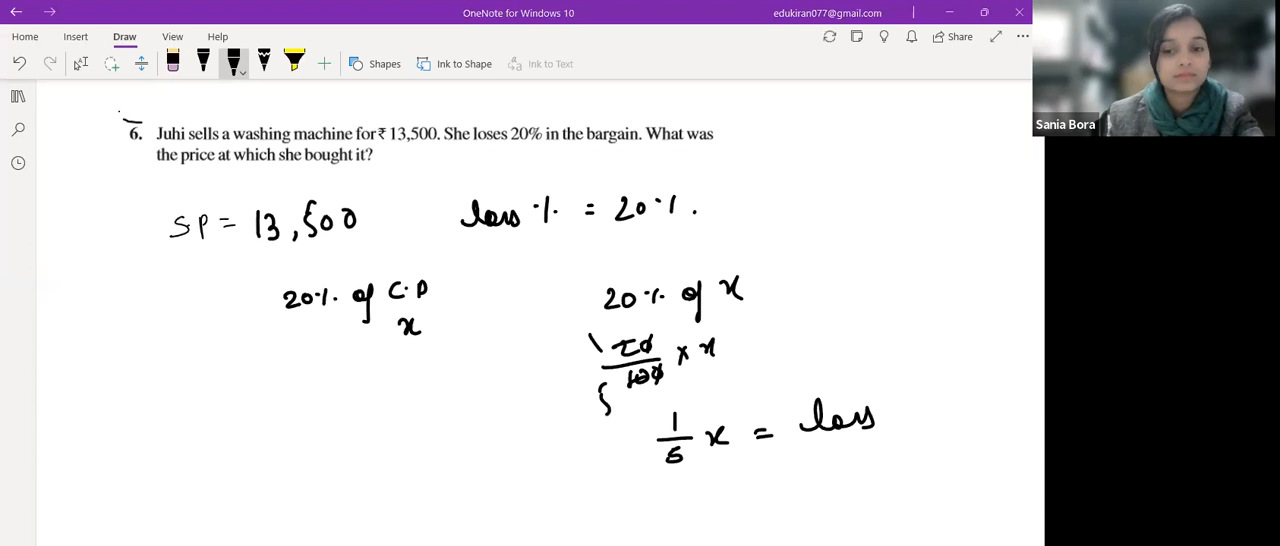 OneNote for Windows 10
edukiran077@gmail.com
Home Insert Draw View Help
Share
Shapes Ink to Shape Ink to Text
Sania Bora
6. Juhi sells a washing machine for ₹ 13,500. She loses 20% in the bargain. What was
the price at which she bought it?
SP = 13,500 loss % = 20%.
20% of C.P
x
20% of x
1 20/100 5 × x
1/5 x = loss